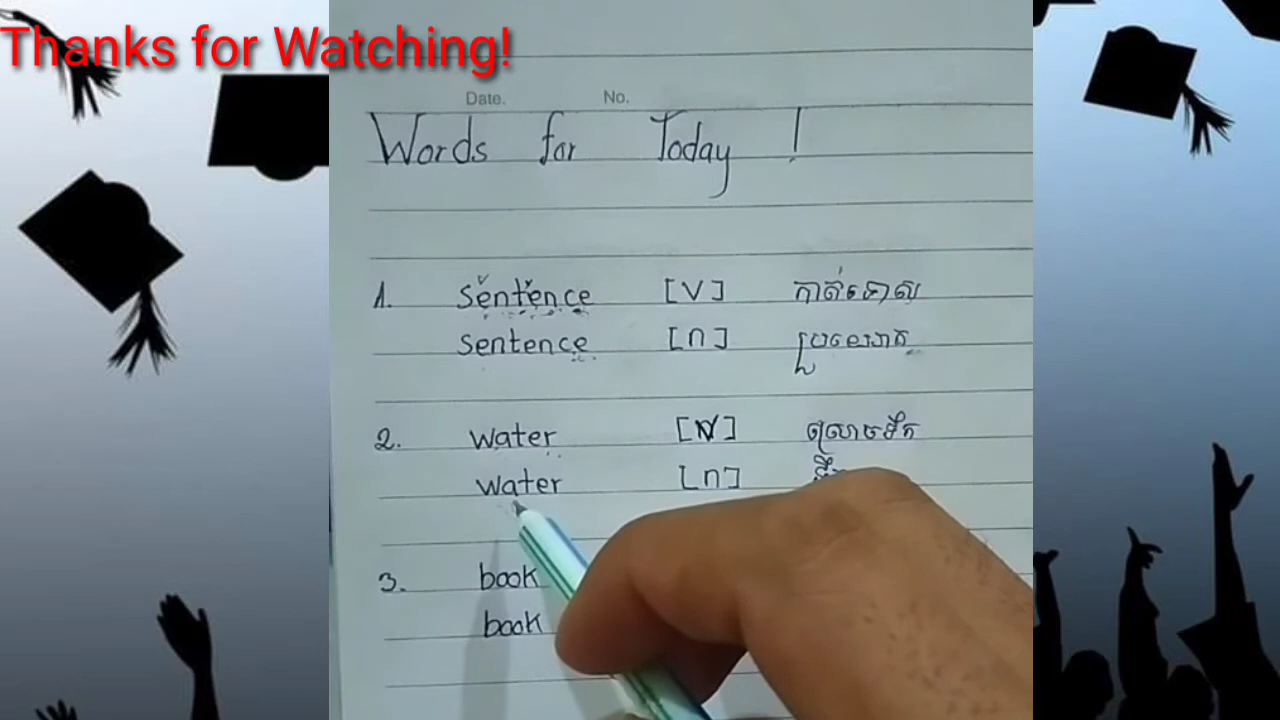 Thanks for Watching!
Date. No.
Words for Today !
1. sentence [v] កាត់ទោស
sentence [n] ប្រយោគ
2. water [v] ស្រោចទឹក
water [n]
3. book
book